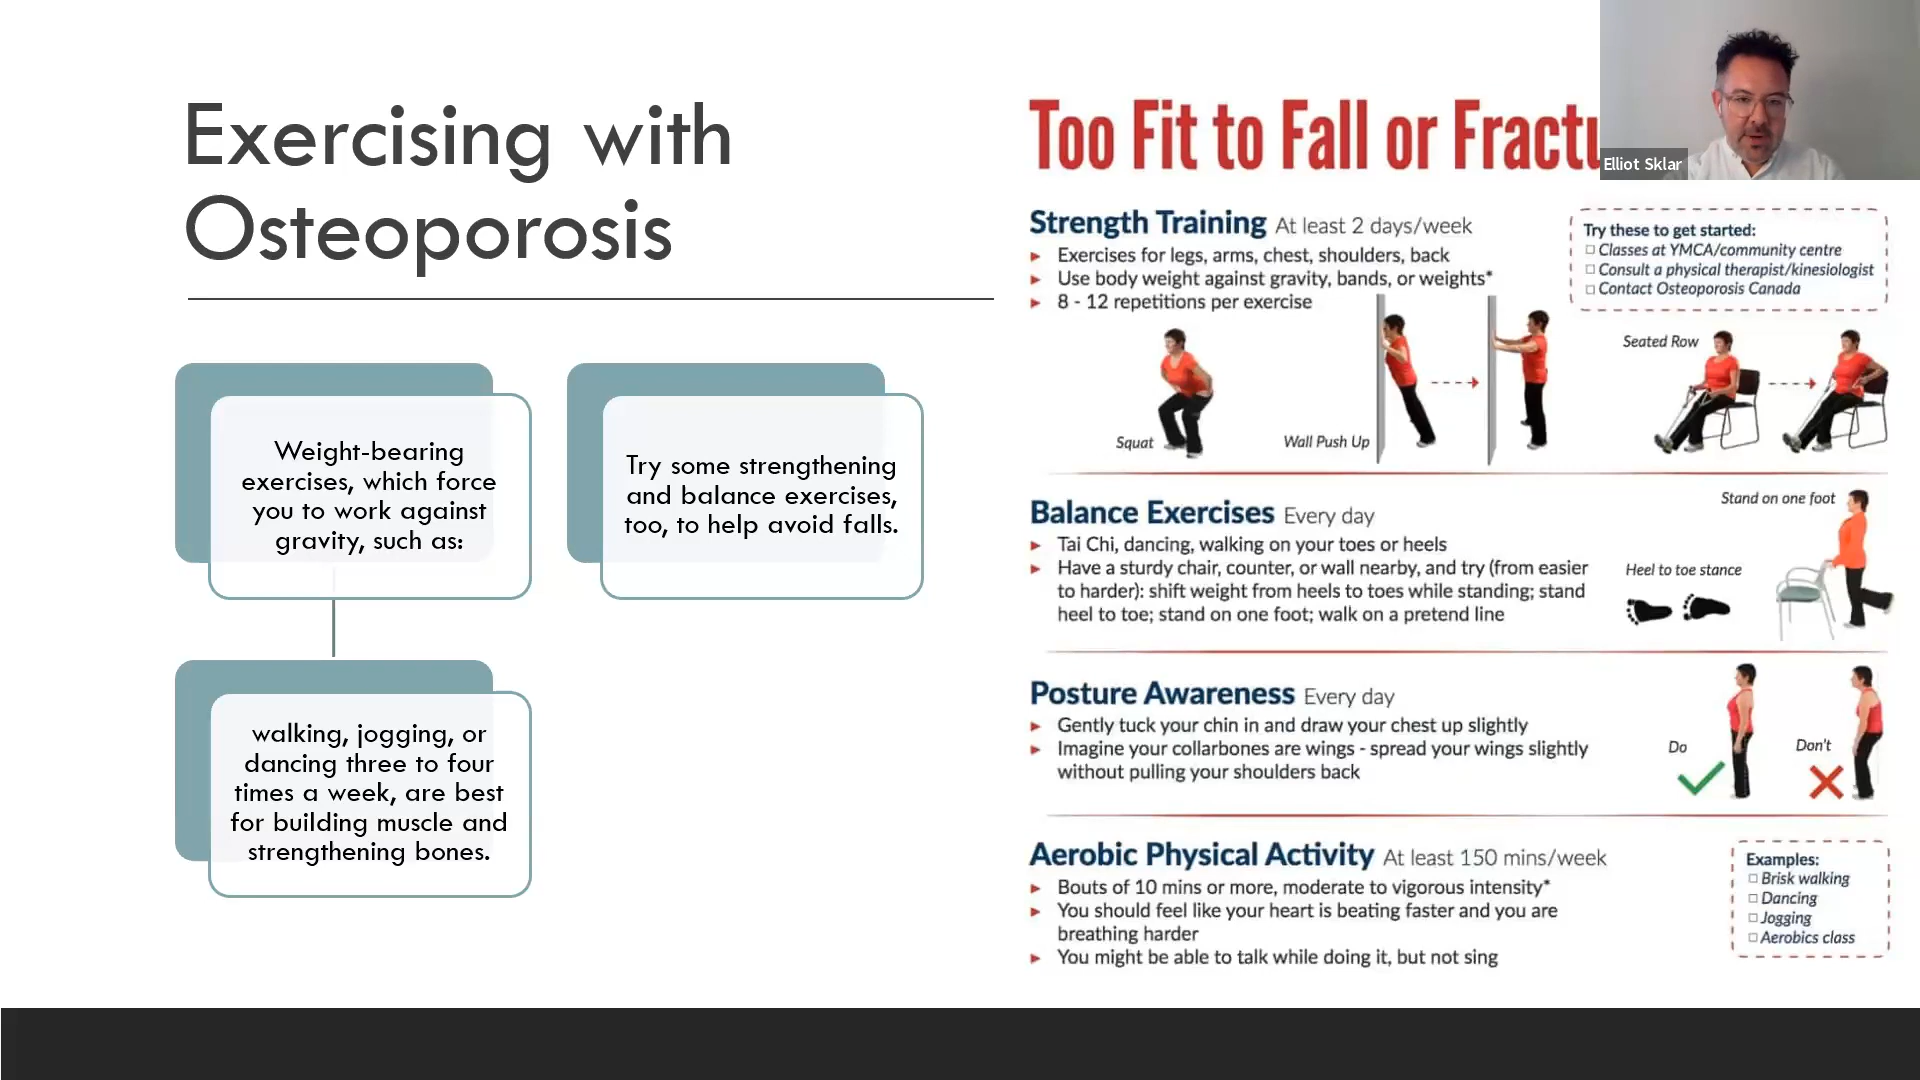 Exercising with
Osteoporosis
Weight-bearing
exercises, which force
you to work against
gravity, such as:
Try some strengthening
and balance exercises,
too, to help avoid falls.
walking, jogging, or
dancing three to four
times a week, are best
for building muscle and
strengthening bones.
Too Fit to Fall or Fractu
Elliot Sklar
Strength Training At least 2 days/week
► Exercises for legs, arms, chest, shoulders, back
► Use body weight against gravity, bands, or weights*
► 8 - 12 repetitions per exercise
Try these to get started:
☐ Classes at YMCA/community centre
☐ Consult a physical therapist/kinesiologist
☐ Contact Osteoporosis Canada
Squat
Wall Push Up
Seated Row
Balance Exercises Every day
► Tai Chi, dancing, walking on your toes or heels
► Have a sturdy chair, counter, or wall nearby, and try (from easier
to harder): shift weight from heels to toes while standing; stand
heel to toe; stand on one foot; walk on a pretend line
Stand on one foot
Heel to toe stance
Posture Awareness Every day
► Gently tuck your chin in and draw your chest up slightly
► Imagine your collarbones are wings - spread your wings slightly
without pulling your shoulders back
Do
Don't
Aerobic Physical Activity At least 150 mins/week
► Bouts of 10 mins or more, moderate to vigorous intensity*
► You should feel like your heart is beating faster and you are
breathing harder
► You might be able to talk while doing it, but not sing
Examples:
☐ Brisk walking
☐ Dancing
☐ Jogging
☐ Aerobics class